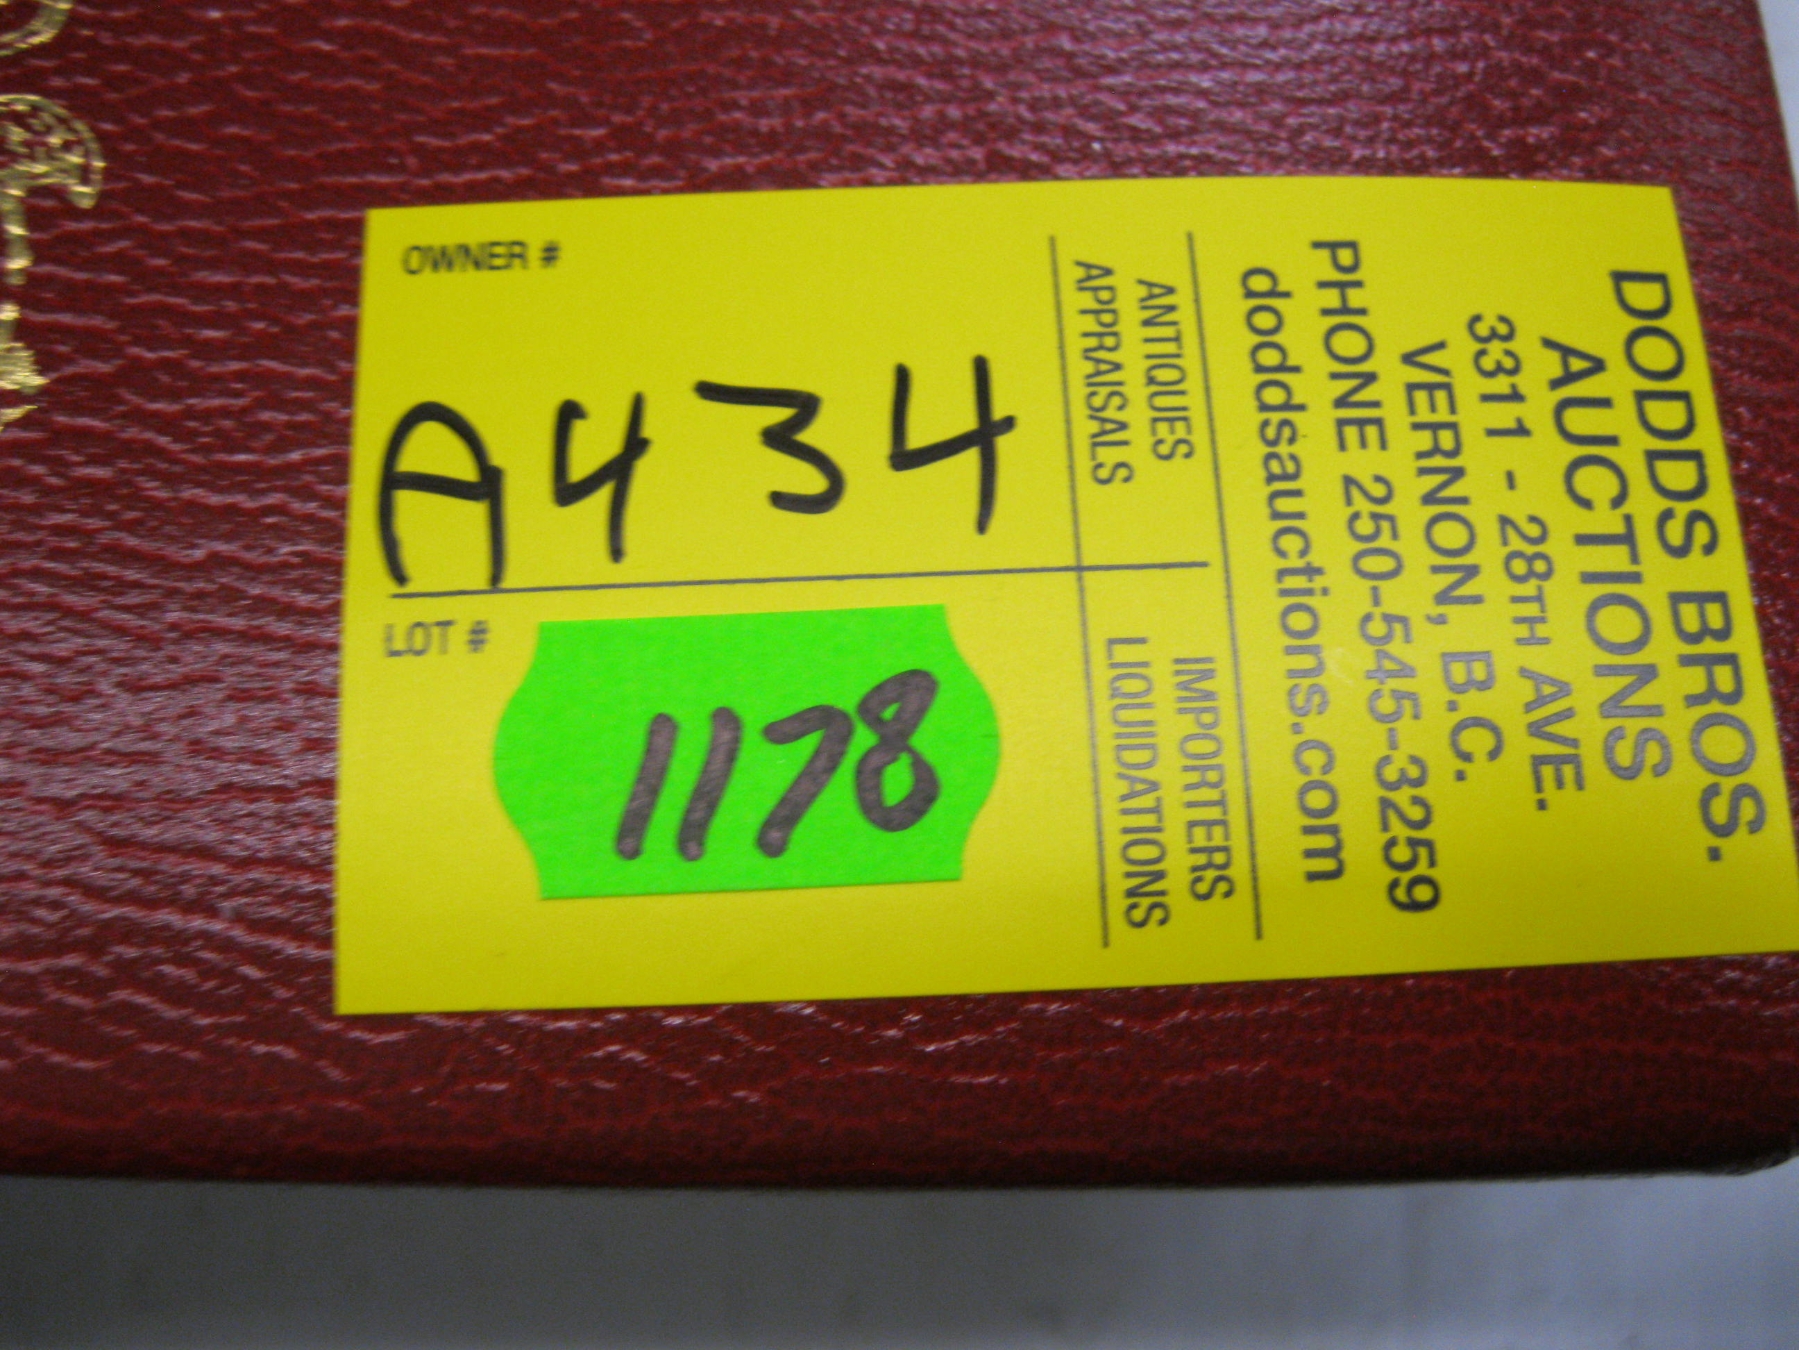 DODDS BROS.
AUCTIONS
3311 - 28TH AVE.
VERNON, B.C.
PHONE 250-545-3259
doddsauctions.com
ANTIQUES
APPRAISALS
IMPORTERS
LIQUIDATIONS
OWNER #
A434
LOT #
1178